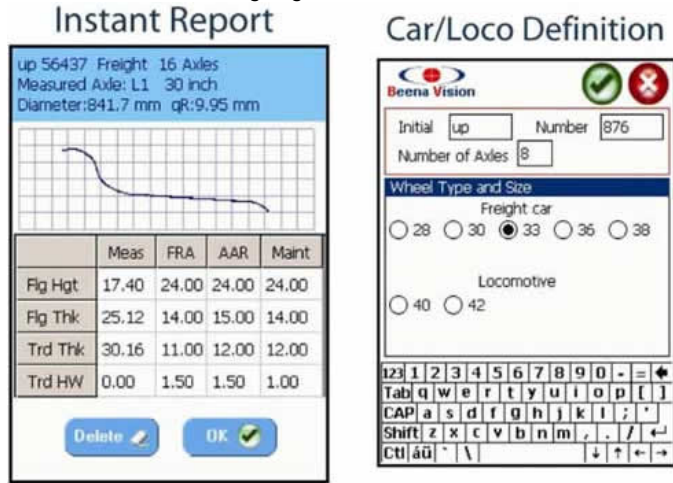 Instant Report
up 56437 Freight 16 Axles
Measured Axle: L1 30 inch
Diameter:841.7 mm qR:9.95 mm
Meas FRA AAR Maint
Flg Hgt 17.40 24.00 24.00 24.00
Flg Thk 25.12 14.00 15.00 14.00
Trd Thk 30.16 11.00 12.00 12.00
Trd HW 0.00 1.50 1.50 1.00
Delete OK
Car/Loco Definition
Beena Vision
Initial up Number 876
Number of Axles 8
Wheel Type and Size
Freight car
28 30 33 36 38
Locomotive
40 42
123 1 2 3 4 5 6 7 8 9 0 - = ←
Tab q w e r t y u i o p [ ]
CAP a s d f g h j k l ; '
Shift z x c v b n m , . / ↵
Ctl áü ` \ ↓ ↑ ← →